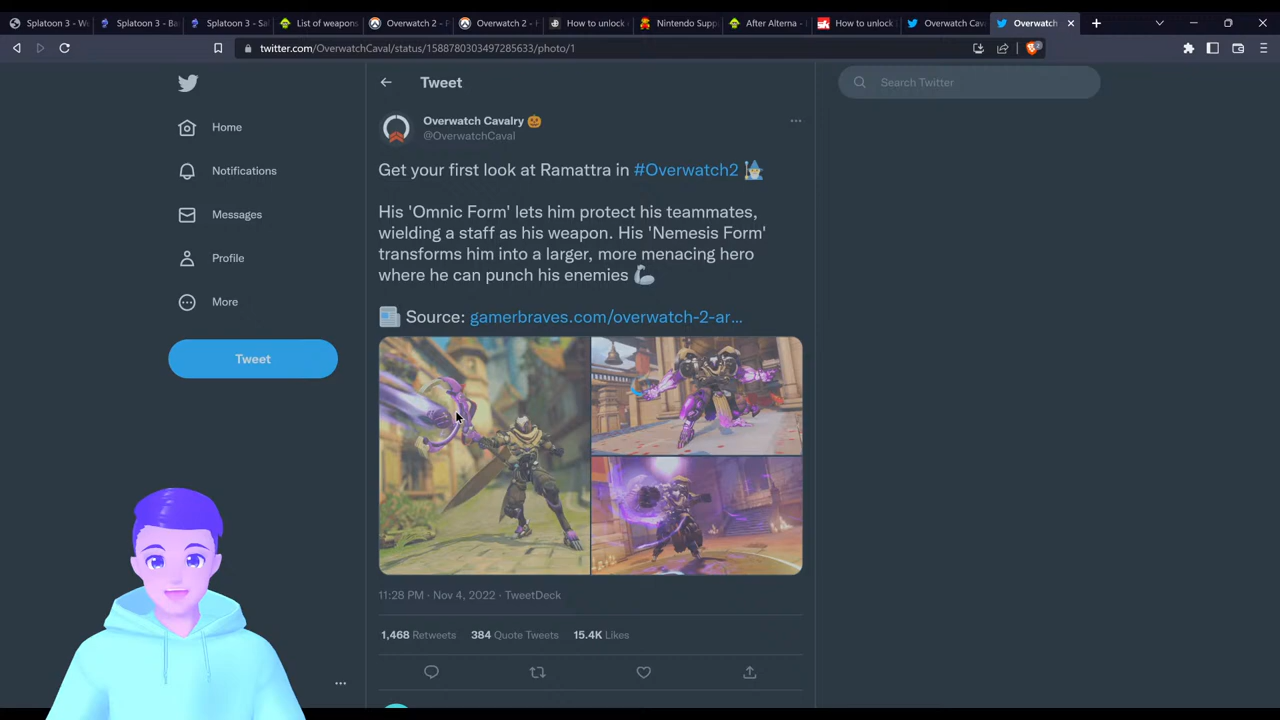 Splatoon 3 - W
Splatoon 3 - Ba
Splatoon 3 - Sal
List of weapons
Overwatch 2 -
Overwatch 2 -
How to unlock
Nintendo Supp
After Alterna -
How to unlock
Overwatch Cav
Overwatch
twitter.com/OverwatchCaval/status/1588780303497285633/photo/1
2
Home
Notifications
Messages
Profile
More
Tweet
Tweet
Overwatch Cavalry
@OverwatchCaval
Get your first look at Ramattra in #Overwatch2
His 'Omnic Form' lets him protect his teammates,
wielding a staff as his weapon. His 'Nemesis Form'
transforms him into a larger, more menacing hero
where he can punch his enemies
Source: gamerbraves.com/overwatch-2-ar...
11:28 PM · Nov 4, 2022 · TweetDeck
1,468 Retweets 384 Quote Tweets 15.4K Likes
Search Twitter